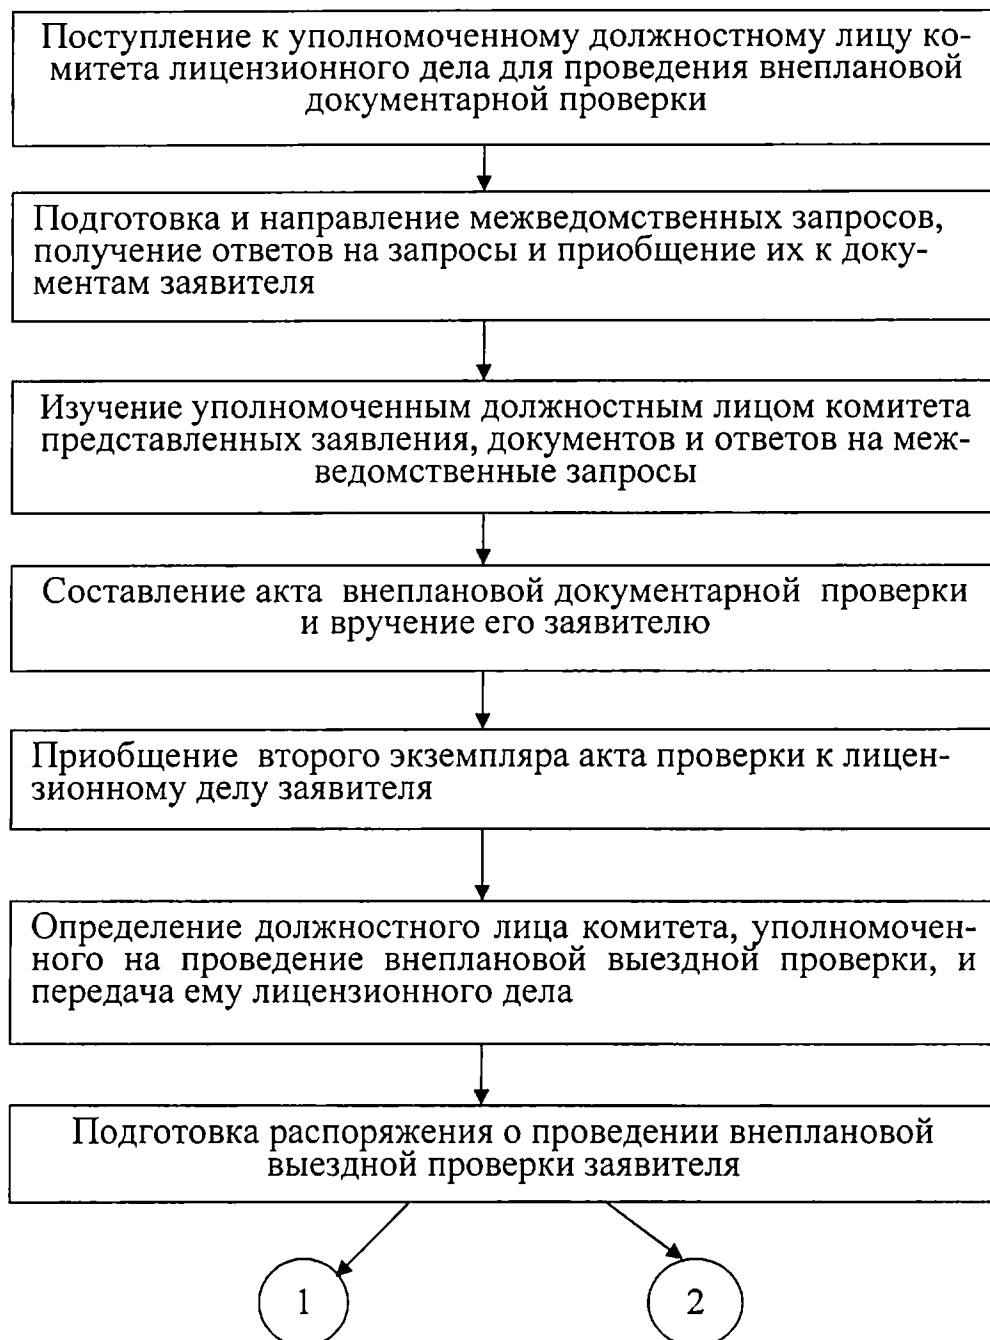 Поступление к уполномоченному должностному лицу ко-
митета лицензионного дела для проведения внеплановой
документарной проверки
Подготовка и направление межведомственных запросов,
получение ответов на запросы и приобщение их к доку-
ментам заявителя
Изучение уполномоченным должностным лицом комитета
представленных заявления, документов и ответов на меж-
ведомственные запросы
Составление акта внеплановой документарной проверки
и вручение его заявителю
Приобщение второго экземпляра акта проверки к лицен-
зионному делу заявителя
Определение должностного лица комитета, уполномочен-
ного на проведение внеплановой выездной проверки, и
передача ему лицензионного дела
Подготовка распоряжения о проведении внеплановой
выездной проверки заявителя
1
2